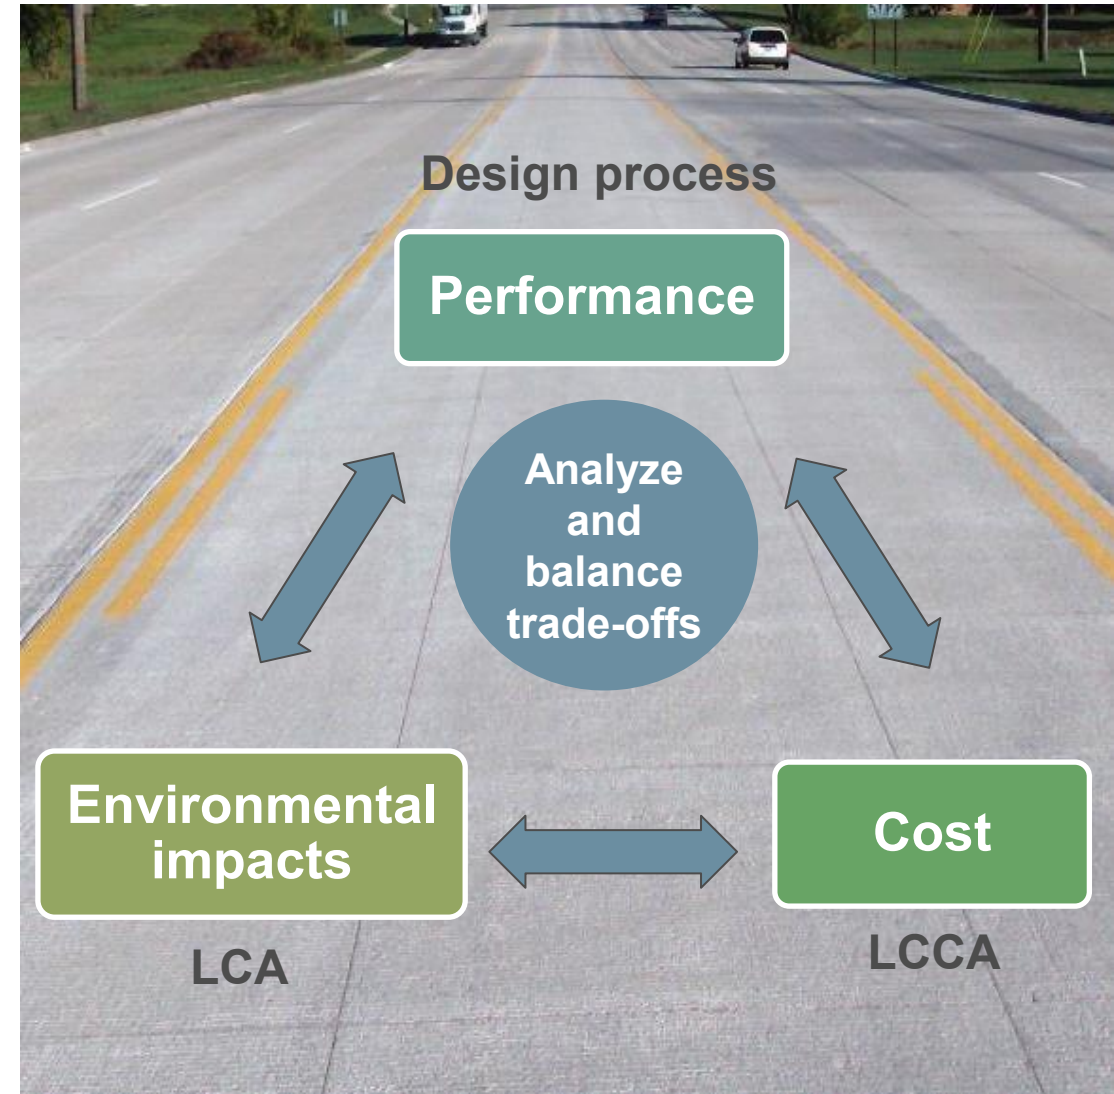 Design process
Performance
Analyze
and
balance
trade-offs
Environmental
impacts
Cost
LCA
LCCA